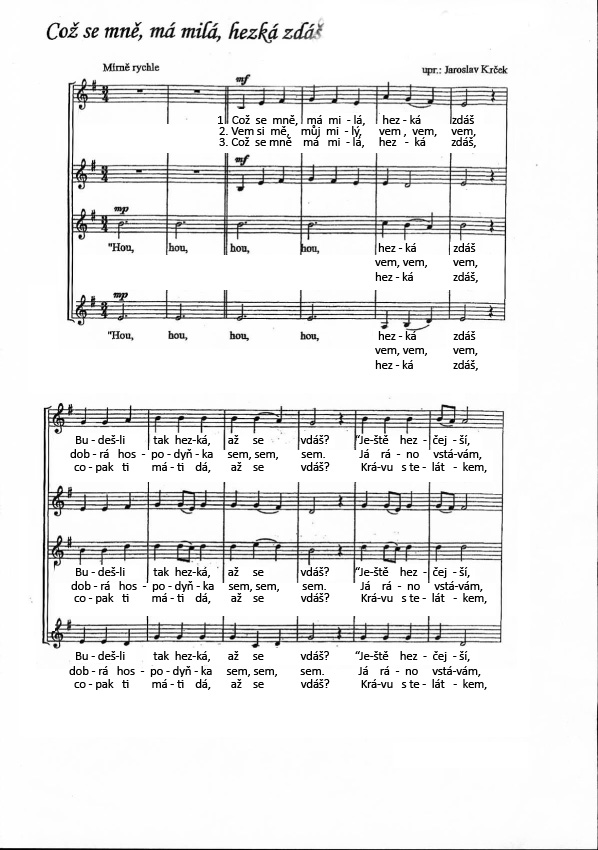 Což se mně, má milá, hezká zdáš
Mírně rychle
upr.: Jaroslav Krček
mf
1. Což se mně, má mi - lá, hez - ká zdáš
2. Vem si mě, můj mi - lý, vem , vem, vem,
3. Což se mně má mi - lá, hez - ká zdáš,
mf
mp
"Hou, hou, hou, hou, hez - ká zdáš
vem, vem, vem,
hez - ká zdáš,
mp
"Hou, hou, hou, hou, hez - ká zdáš
vem, vem, vem,
hez - ká zdáš,
Bu - deš-li tak hez-ká, až se vdáš? “Je-ště hez - čej - ší,
dob - rá hos - po - dyň - ka sem, sem, sem. Já rá - no vstá-vám,
co - pak ti má - ti dá, až se vdáš? Krá-vu s te - lát - kem,
Bu - deš-li tak hez-ká, až se vdáš? “Je-ště hez - čej - ší,
dob - rá hos - po - dyň - ka sem, sem, sem. Já rá - no vstá-vám,
co - pak ti má - ti dá, až se vdáš? Krá-vu s te - lát - kem,
Bu - deš-li tak hez-ká, až se vdáš? “Je-ště hez - čej - ší,
dob - rá hos - po - dyň - ka sem, sem, sem. Já rá - no vstá-vám,
co - pak ti má - ti dá, až se vdáš? Krá-vu s te - lát - kem,